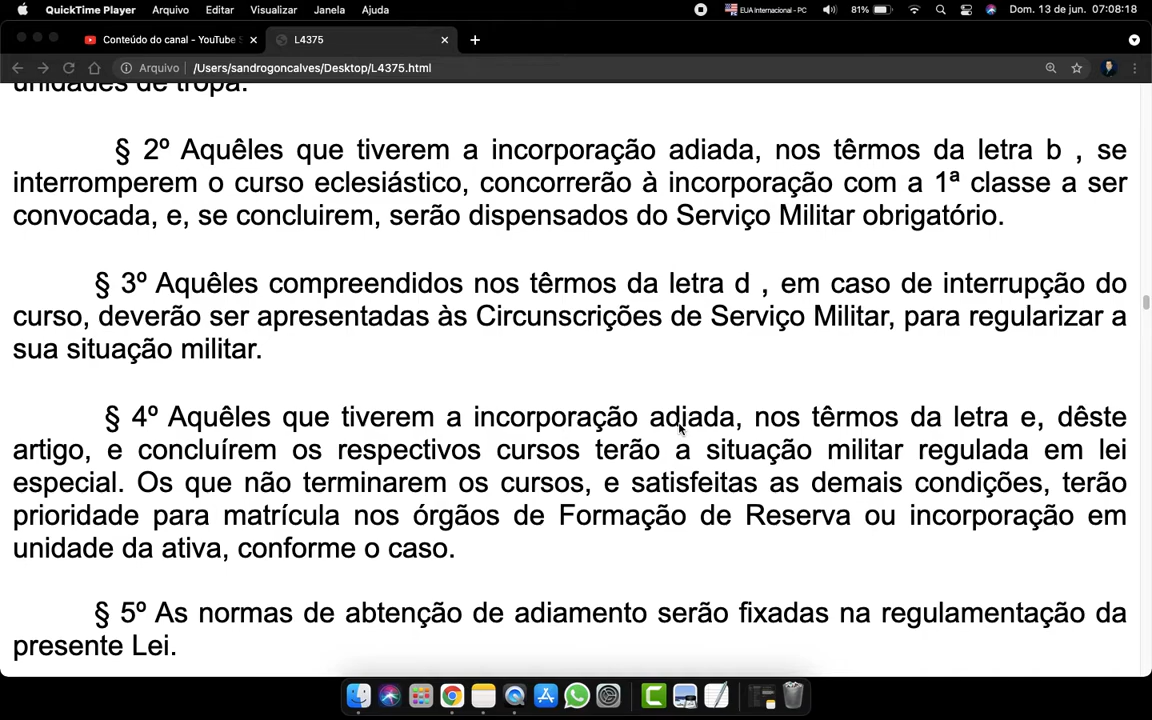 QuickTime Player Arquivo Editar Visualizar Janela Ajuda EUA Internacional - PC 81% Dom. 13 de jun. 07:08:18
Conteúdo do canal - YouTube L4375
Arquivo /Users/sandrogoncalves/Desktop/L4375.html
unidades de tropa.
§ 2º Aquêles que tiverem a incorporação adiada, nos têrmos da letra b , se
interromperem o curso eclesiástico, concorrerão à incorporação com a 1ª classe a ser
convocada, e, se concluirem, serão dispensados do Serviço Militar obrigatório.
§ 3º Aquêles compreendidos nos têrmos da letra d , em caso de interrupção do
curso, deverão ser apresentadas às Circunscrições de Serviço Militar, para regularizar a
sua situação militar.
§ 4º Aquêles que tiverem a incorporação adiada, nos têrmos da letra e, dêste
artigo, e concluírem os respectivos cursos terão a situação militar regulada em lei
especial. Os que não terminarem os cursos, e satisfeitas as demais condições, terão
prioridade para matrícula nos órgãos de Formação de Reserva ou incorporação em
unidade da ativa, conforme o caso.
§ 5º As normas de abtenção de adiamento serão fixadas na regulamentação da
presente Lei.